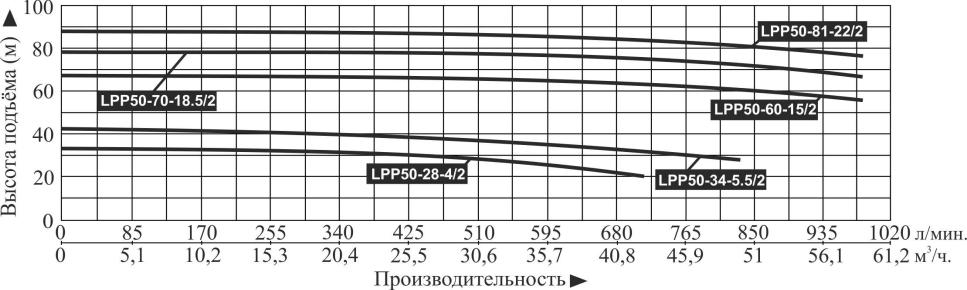 Высота подъёма (м)
100
LPP50-81-22/2
80
LPP50-70-18.5/2
60
LPP50-60-15/2
40
LPP50-28-4/2
LPP50-34-5.5/2
20
0
0 85 170 255 340 425 510 595 680 765 850 935 1020 л/мин.
0 5,1 10,2 15,3 20,4 25,5 30,6 35,7 40,8 45,9 51 56,1 61,2 м³/ч.
Производительность